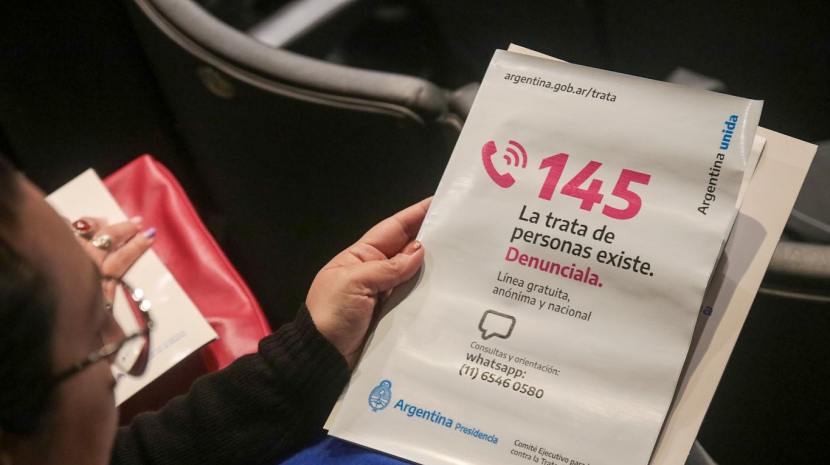 argentina.gob.ar/trata
Argentina unida
145
La trata de
personas existe.
Denunciala.
Línea gratuita,
anónima y nacional
Consultas y orientación:
whatsapp:
(11) 6546 0580
Argentina Presidencia
Comité Ejecutivo
contra la